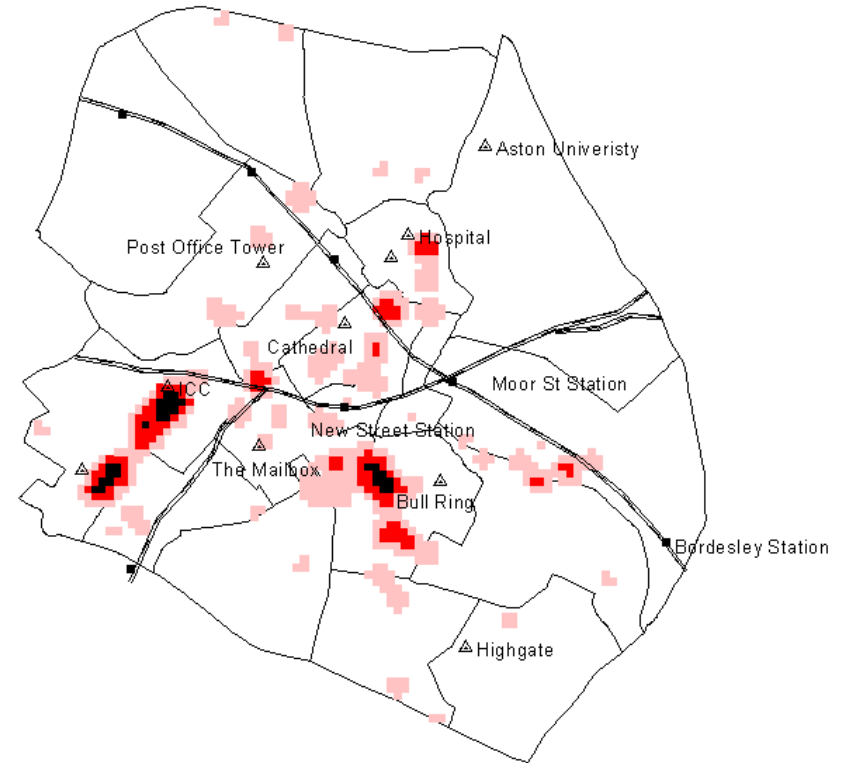 Aston Univeristy
Hospital
Post Office Tower
Cathedral
Moor St Station
ICC
New Street Station
The Mailbox
Bull Ring
Bordesley Station
Highgate